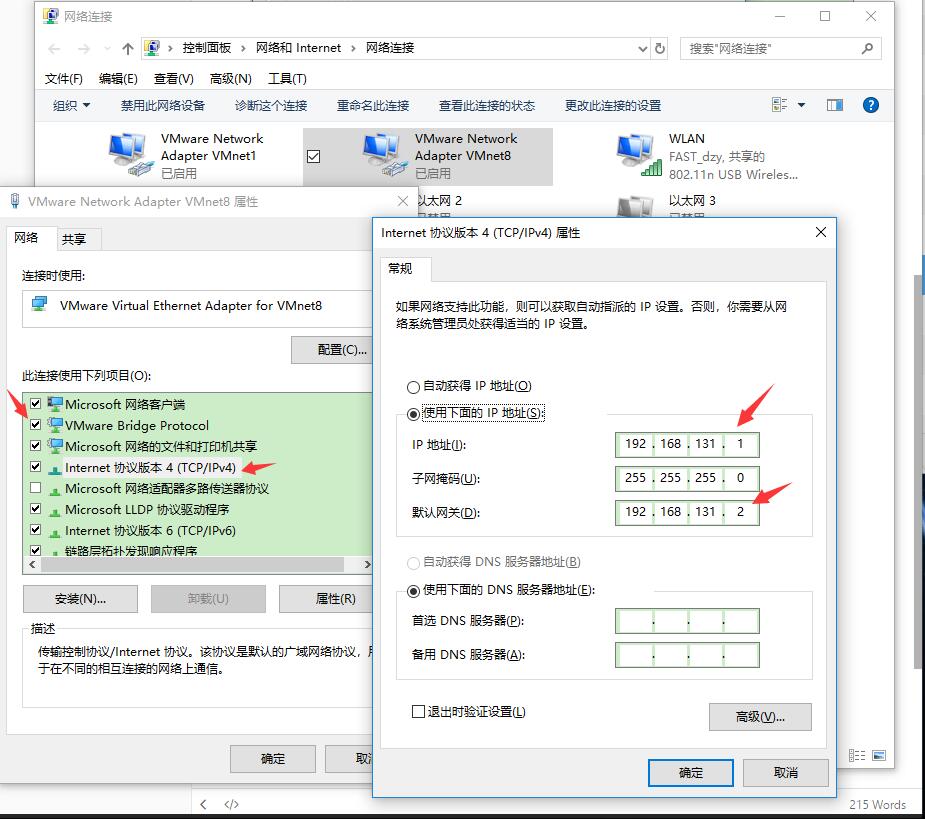 网络连接
控制面板 › 网络和 Internet › 网络连接
搜索"网络连接"
文件(F) 编辑(E) 查看(V) 高级(N) 工具(T)
组织 禁用此网络设备 诊断这个连接 重命名此连接 查看此连接的状态 更改此连接的设置
VMware Network
Adapter VMnet1
已启用
VMware Network
Adapter VMnet8
已启用
WLAN
FAST_dzy, 共享的
802.11n USB Wireles...
太网 2
以太网 3
VMware Network Adapter VMnet8 属性
网络 共享
连接时使用:
VMware Virtual Ethernet Adapter for VMnet8
配置(C)...
此连接使用下列项目(O):
Microsoft 网络客户端
VMware Bridge Protocol
Microsoft 网络的文件和打印机共享
Internet 协议版本 4 (TCP/IPv4)
Microsoft 网络适配器多路传送器协议
Microsoft LLDP 协议驱动程序
Internet 协议版本 6 (TCP/IPv6)
链路层拓扑发现响应程序
安装(N)... 卸载(U) 属性(R)
描述
传输控制协议/Internet 协议。该协议是默认的广域网络协议，
于在不同的相互连接的网络上通信。
确定
Internet 协议版本 4 (TCP/IPv4) 属性
常规
如果网络支持此功能，则可以获取自动指派的 IP 设置。否则，你需要从网
络系统管理员处获得适当的 IP 设置。
自动获得 IP 地址(O)
使用下面的 IP 地址(S):
IP 地址(I): 192 . 168 . 131 . 1
子网掩码(U): 255 . 255 . 255 . 0
默认网关(D): 192 . 168 . 131 . 2
自动获得 DNS 服务器地址(B)
使用下面的 DNS 服务器地址(E):
首选 DNS 服务器(P): . . .
备用 DNS 服务器(A): . . .
退出时验证设置(L)
高级(V)...
确定 取消
</> 215 Words